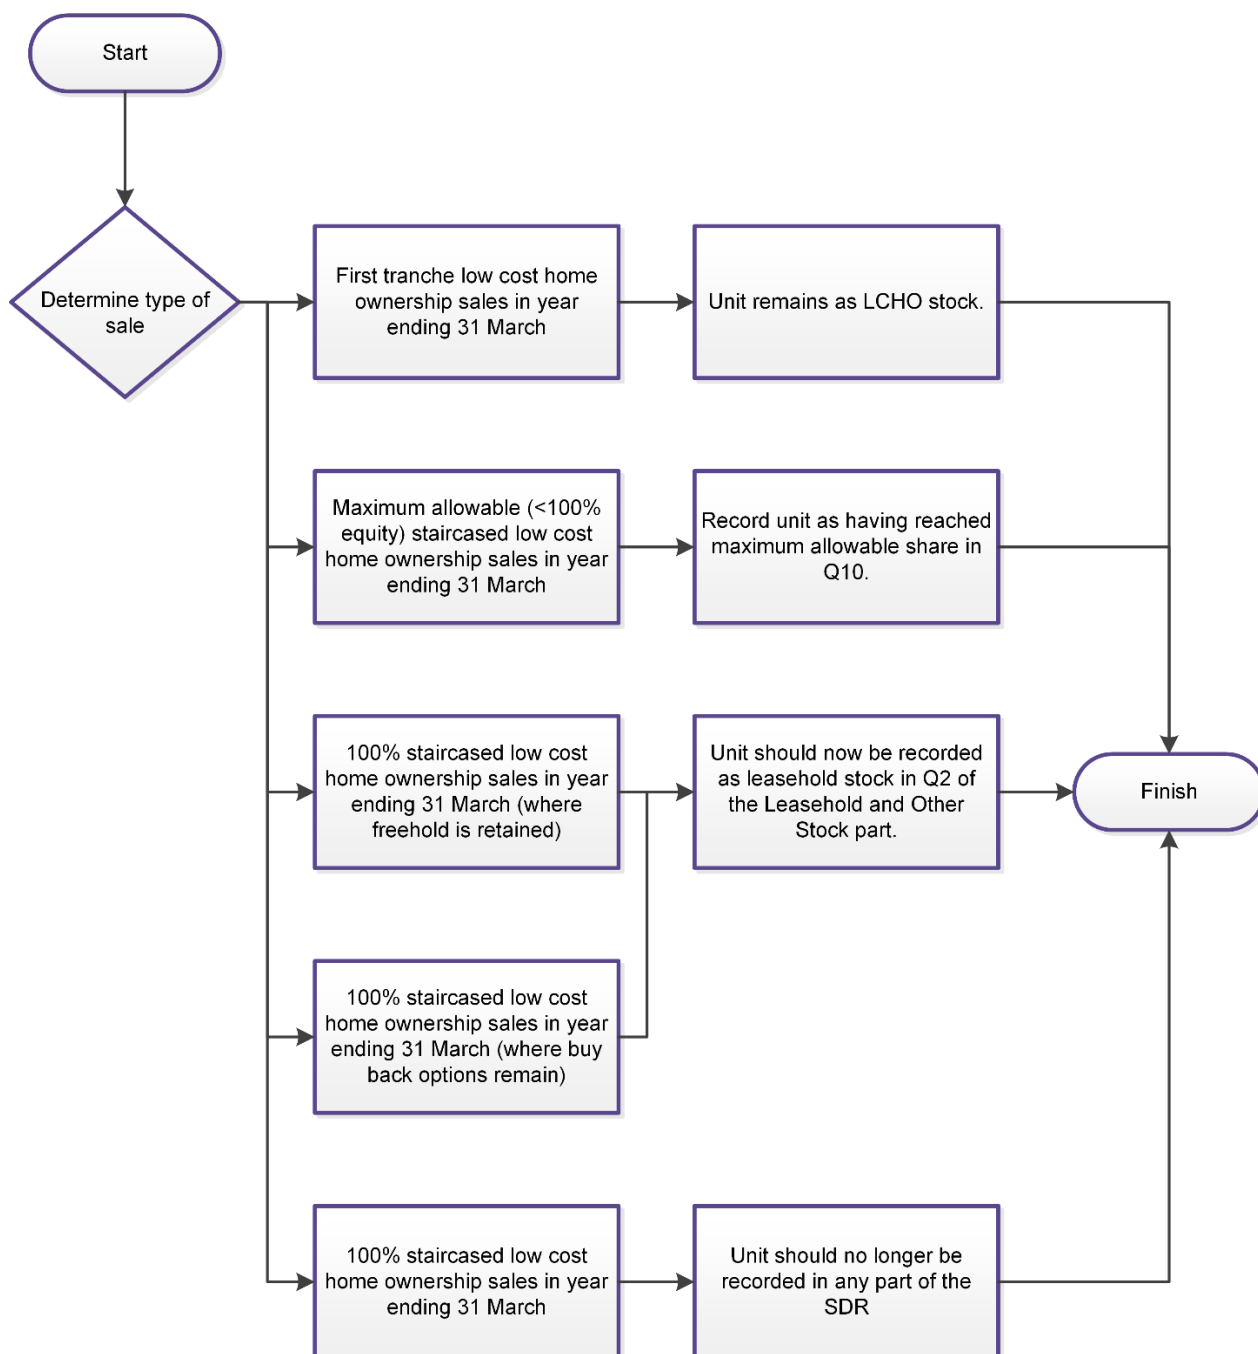 Start
Determine type of
sale
First tranche low cost home
ownership sales in year
ending 31 March
Unit remains as LCHO stock.
Maximum allowable (<100%
equity) staircased low cost
home ownership sales in year
ending 31 March
Record unit as having reached
maximum allowable share in
Q10.
100% staircased low cost
home ownership sales in year
ending 31 March (where
freehold is retained)
Unit should now be recorded
as leasehold stock in Q2 of
the Leasehold and Other
Stock part.
Finish
100% staircased low cost
home ownership sales in year
ending 31 March (where buy
back options remain)
100% staircased low cost
home ownership sales in year
ending 31 March
Unit should no longer be
recorded in any part of the
SDR